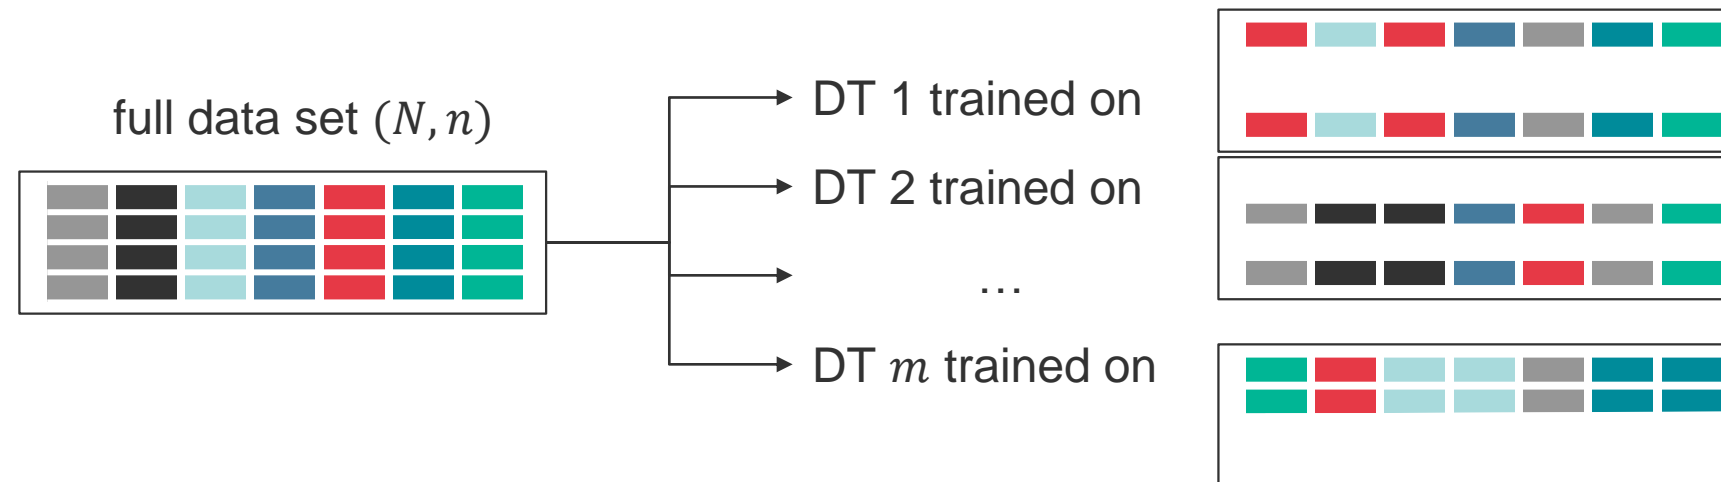 full data set (N, n)
DT 1 trained on
DT 2 trained on
…
DT m trained on